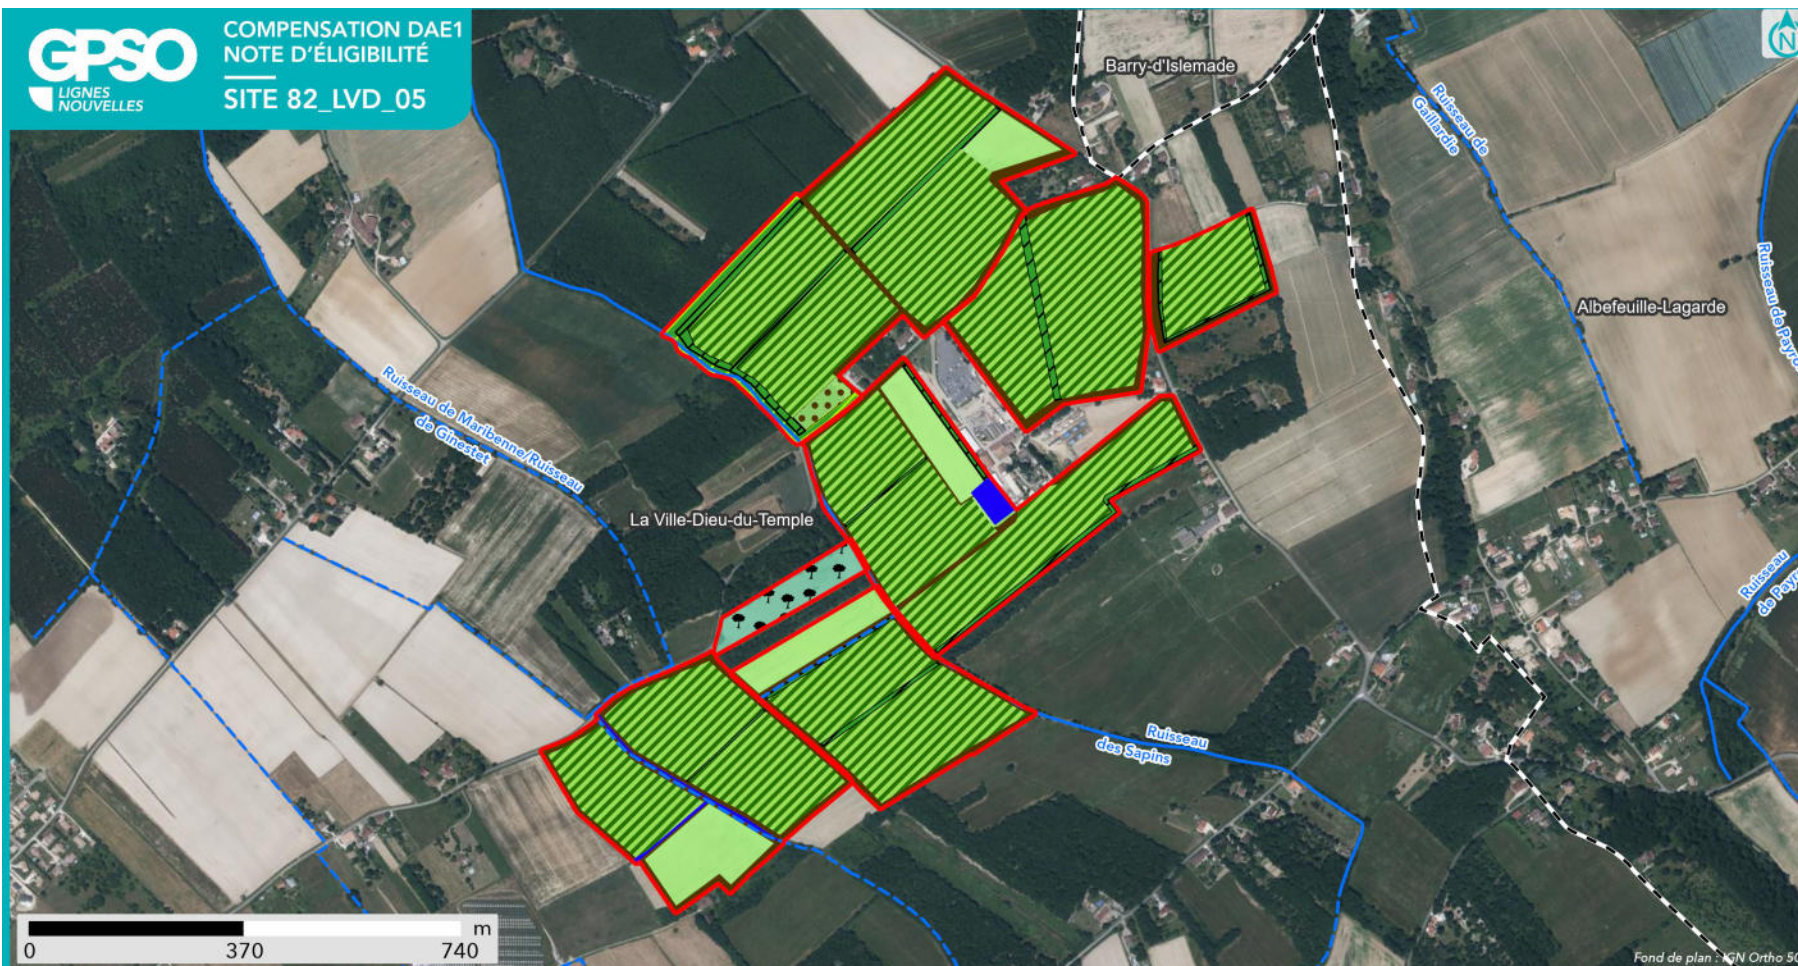 GPSO
LIGNES
NOUVELLES
COMPENSATION DAE1
NOTE D'ÉLIGIBILITÉ
SITE 82_LVD_05
N
Barry-d'Islemade
Ruisseau de
Gaillardie
Ruisseau de Payro
Albefeuille-Lagarde
Ruisseau de Maribenne/Ruisseau
de Ginestet
La Ville-Dieu-du-Temple
Ruisseau
de Payr
Ruisseau
des Sapins
m
0 370 740
Fond de plan : IGN Ortho 50